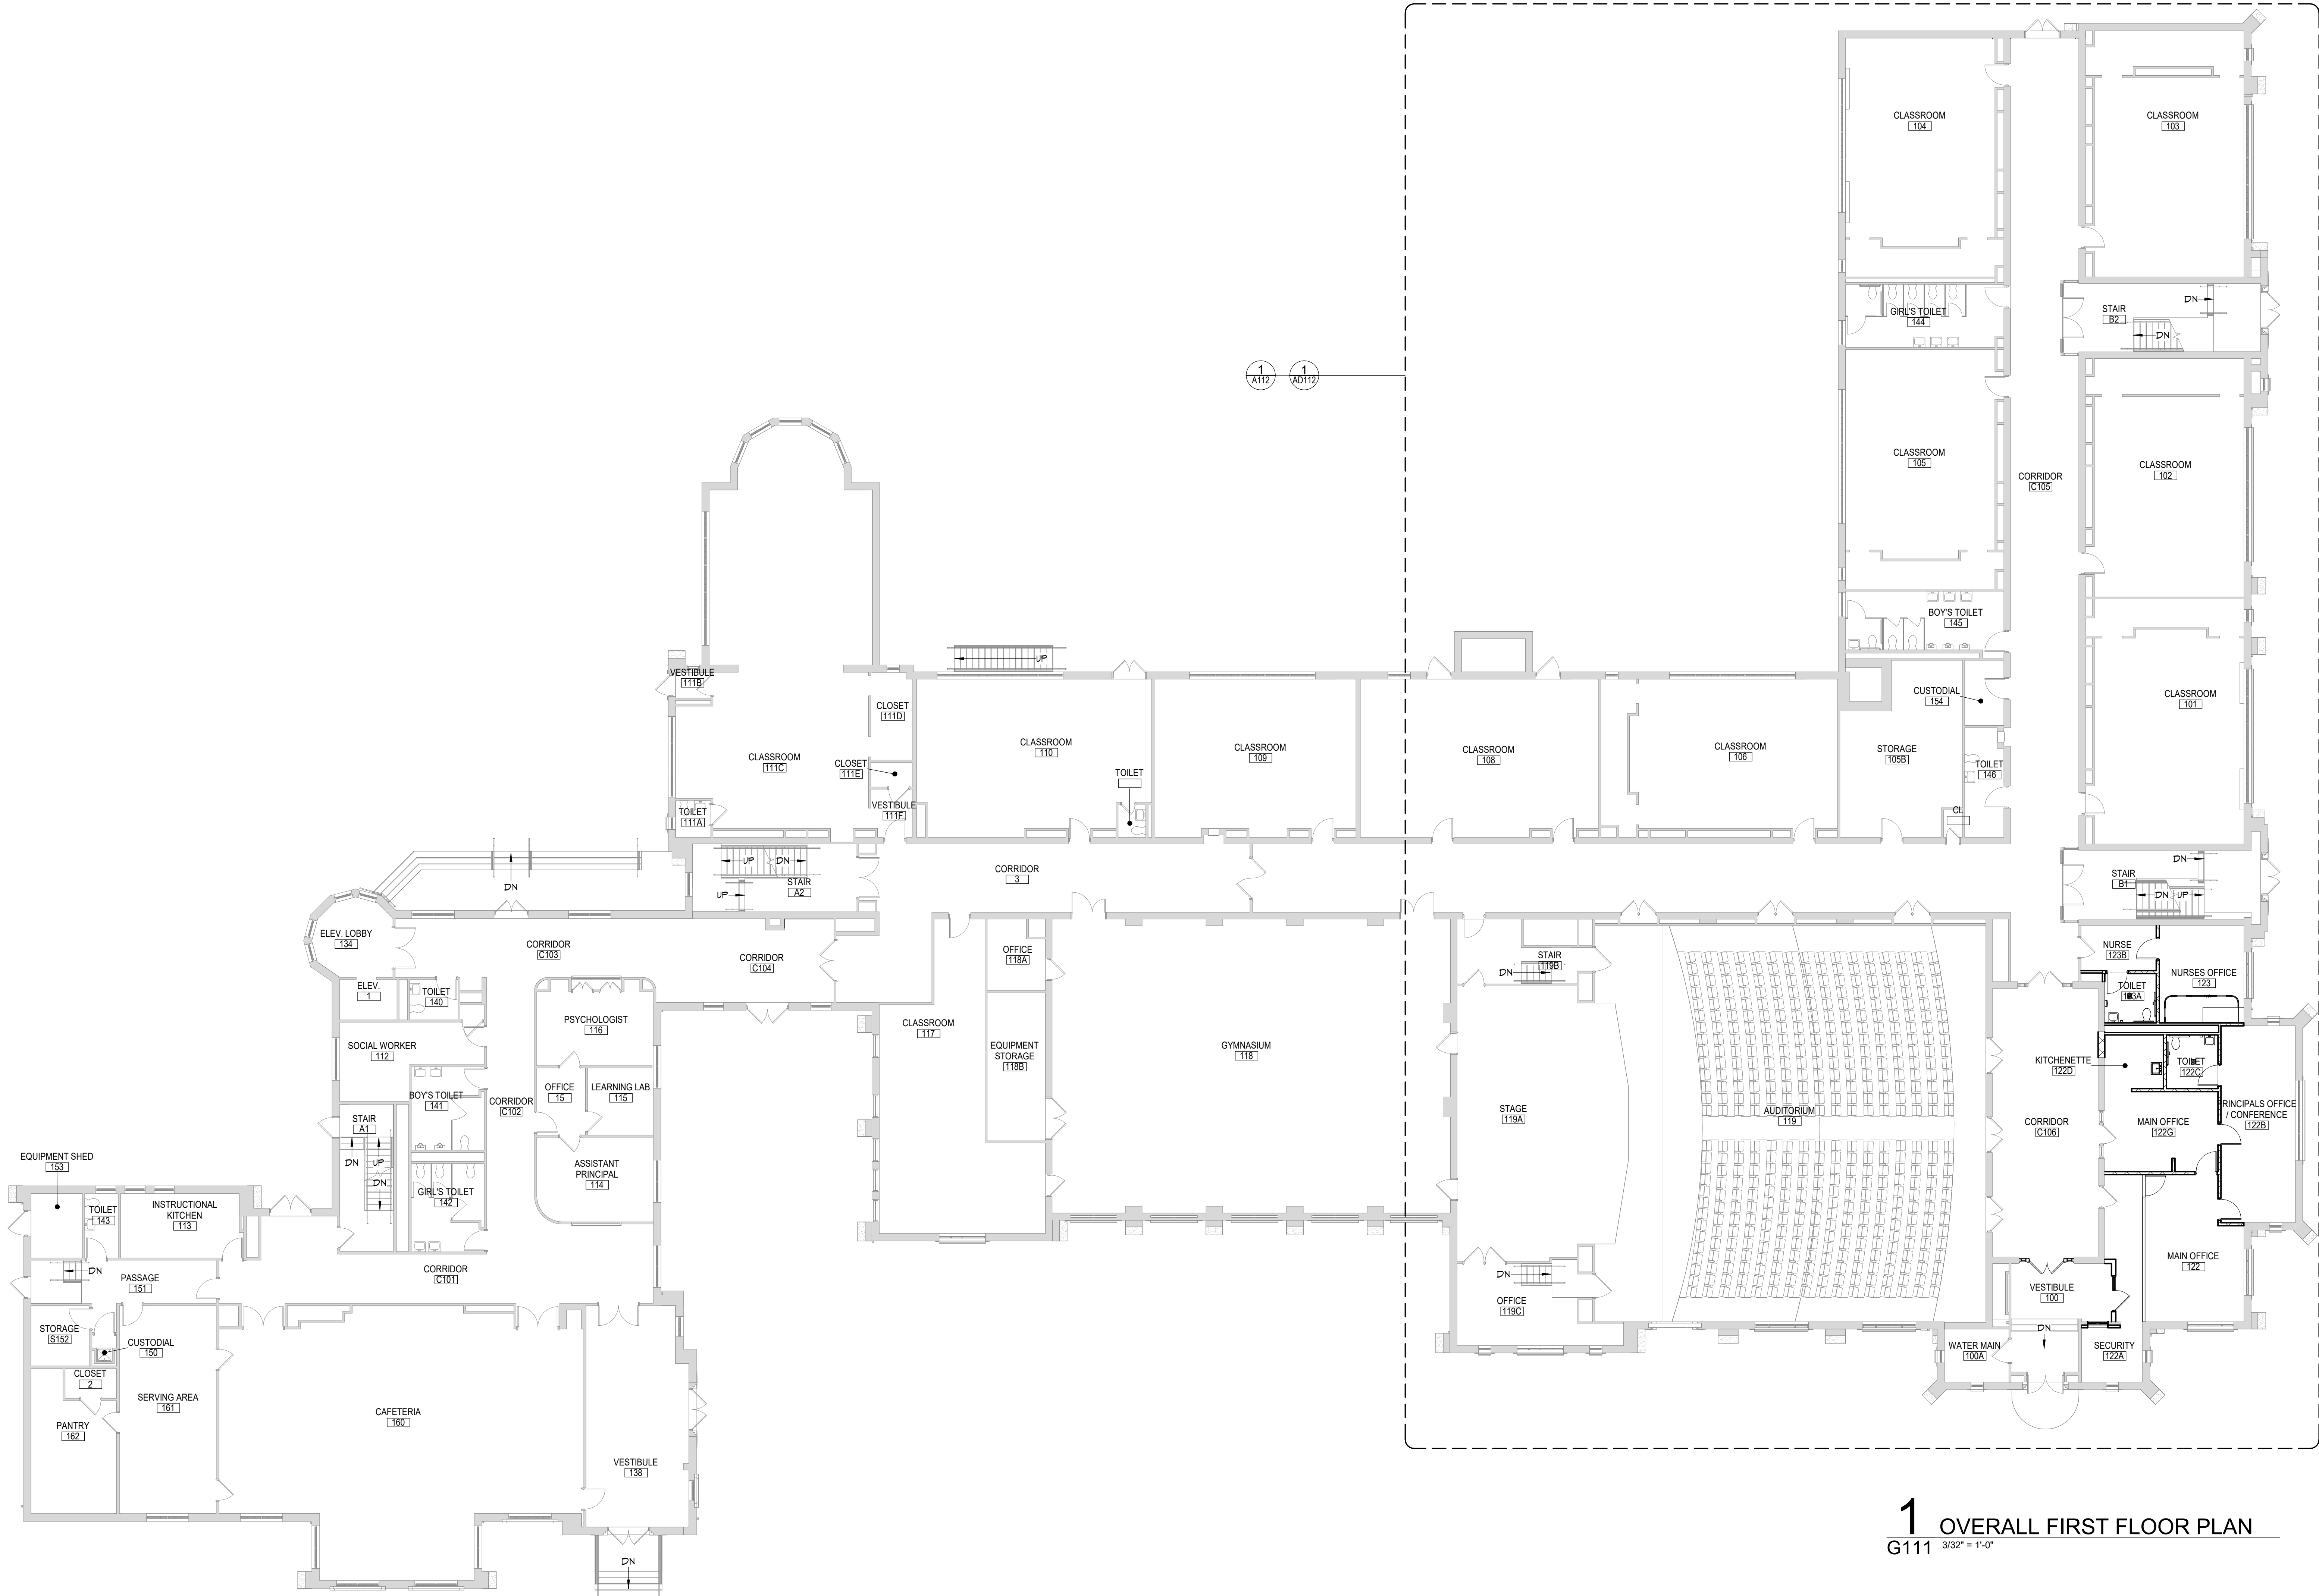 CLASSROOM
104
CLASSROOM
103
GIRL'S TOILET
144
STAIR
B2
DN
DN
1
A112
1
AD112
CLASSROOM
105
CORRIDOR
C105
CLASSROOM
102
BOY'S TOILET
145
VESTIBULE
111B
UP
CLOSET
111D
CLASSROOM
111C
CLOSET
111E
VESTIBULE
111F
TOILET
111A
CLASSROOM
110
TOILET
CLASSROOM
109
CLASSROOM
108
CLASSROOM
106
STORAGE
105B
CUSTODIAL
154
TOILET
146
CL
CLASSROOM
101
DN
UP
DN
UP
STAIR
A2
CORRIDOR
3
STAIR
B1
DN
DN
UP
ELEV. LOBBY
134
CORRIDOR
C103
CORRIDOR
C104
ELEV.
1
TOILET
140
SOCIAL WORKER
112
PSYCHOLOGIST
116
OFFICE
15
LEARNING LAB
115
BOY'S TOILET
141
CORRIDOR
C102
STAIR
A1
DN
UP
DN
ASSISTANT
PRINCIPAL
114
GIRL'S TOILET
142
CLASSROOM
117
OFFICE
118A
EQUIPMENT
STORAGE
118B
GYMNASIUM
118
STAIR
119B
DN
STAGE
119A
AUDITORIUM
119
DN
OFFICE
119C
NURSE
123B
NURSES OFFICE
123
TOILET
123A
KITCHENETTE
122D
TOILET
122C
RINCIPALS OFFICE
/ CONFERENCE
122B
CORRIDOR
C106
MAIN OFFICE
122G
MAIN OFFICE
122
VESTIBULE
100
DN
WATER MAIN
100A
SECURITY
122A
EQUIPMENT SHED
153
TOILET
143
INSTRUCTIONAL
KITCHEN
113
DN
PASSAGE
151
CORRIDOR
C101
STORAGE
S152
CUSTODIAL
150
CLOSET
2
SERVING AREA
161
PANTRY
162
CAFETERIA
160
VESTIBULE
138
DN
1 OVERALL FIRST FLOOR PLAN
G111 3/32" = 1'-0"